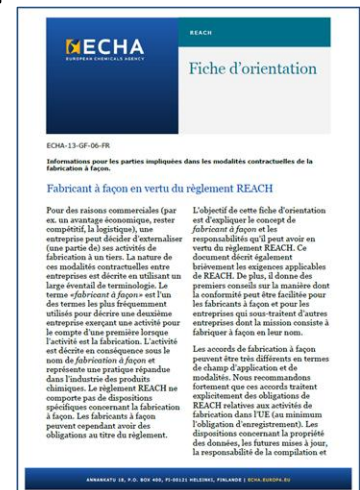 ECHA
EUROPEAN CHEMICALS AGENCY
REACH
Fiche d'orientation
ECHA-13-GF-06-FR
Informations pour les parties impliquées dans les modalités contractuelles de la
fabrication à façon.
Fabricant à façon en vertu du règlement REACH
Pour des raisons commerciales (par
ex. un avantage économique, rester
compétitif, la logistique), une
entreprise peut décider d'externaliser
(une partie de) ses activités de
fabrication à un tiers. La nature de
ces modalités contractuelles entre
entreprises est décrite en utilisant un
large éventail de terminologie. Le
terme «fabricant à façon» est l'un
des termes les plus fréquemment
utilisés pour décrire une deuxième
entreprise exerçant une activité pour
le compte d'une première lorsque
l'activité est la fabrication. L'activité
est décrite en conséquence sous le
nom de fabrication à façon et
représente une pratique répandue
dans l'industrie des produits
chimiques. Le règlement REACH ne
comporte pas de dispositions
spécifiques concernant la fabrication
à façon. Les fabricants à façon
peuvent cependant avoir des
obligations au titre du règlement.
L'objectif de cette fiche d'orientation
est d'expliquer le concept de
fabricant à façon et les
responsabilités qu'il peut avoir en
vertu du règlement REACH. Ce
document décrit également
brièvement les exigences applicables
de REACH. De plus, il donne des
premiers conseils sur la manière dont
la conformité peut être facilitée pour
les fabricants à façon et pour les
entreprises qui sous-traitent d'autres
entreprises dont la mission consiste à
fabriquer à façon en leur nom.
Les accords de fabrication à façon
peuvent être très différents en termes
de champ d'application et de
modalités. Nous recommandons
fortement que ces accords traitent
explicitement des obligations de
REACH relatives aux activités de
fabrication dans l'UE (au minimum
l'obligation d'enregistrement). Les
dispositions concernant la propriété
des données, les futures mises à jour,
la responsabilité de la compilation et
ANNANKATU 18, P.O. BOX 400, FI-00121 HELSINKI, FINLANDE | ECHA.EUROPA.EU